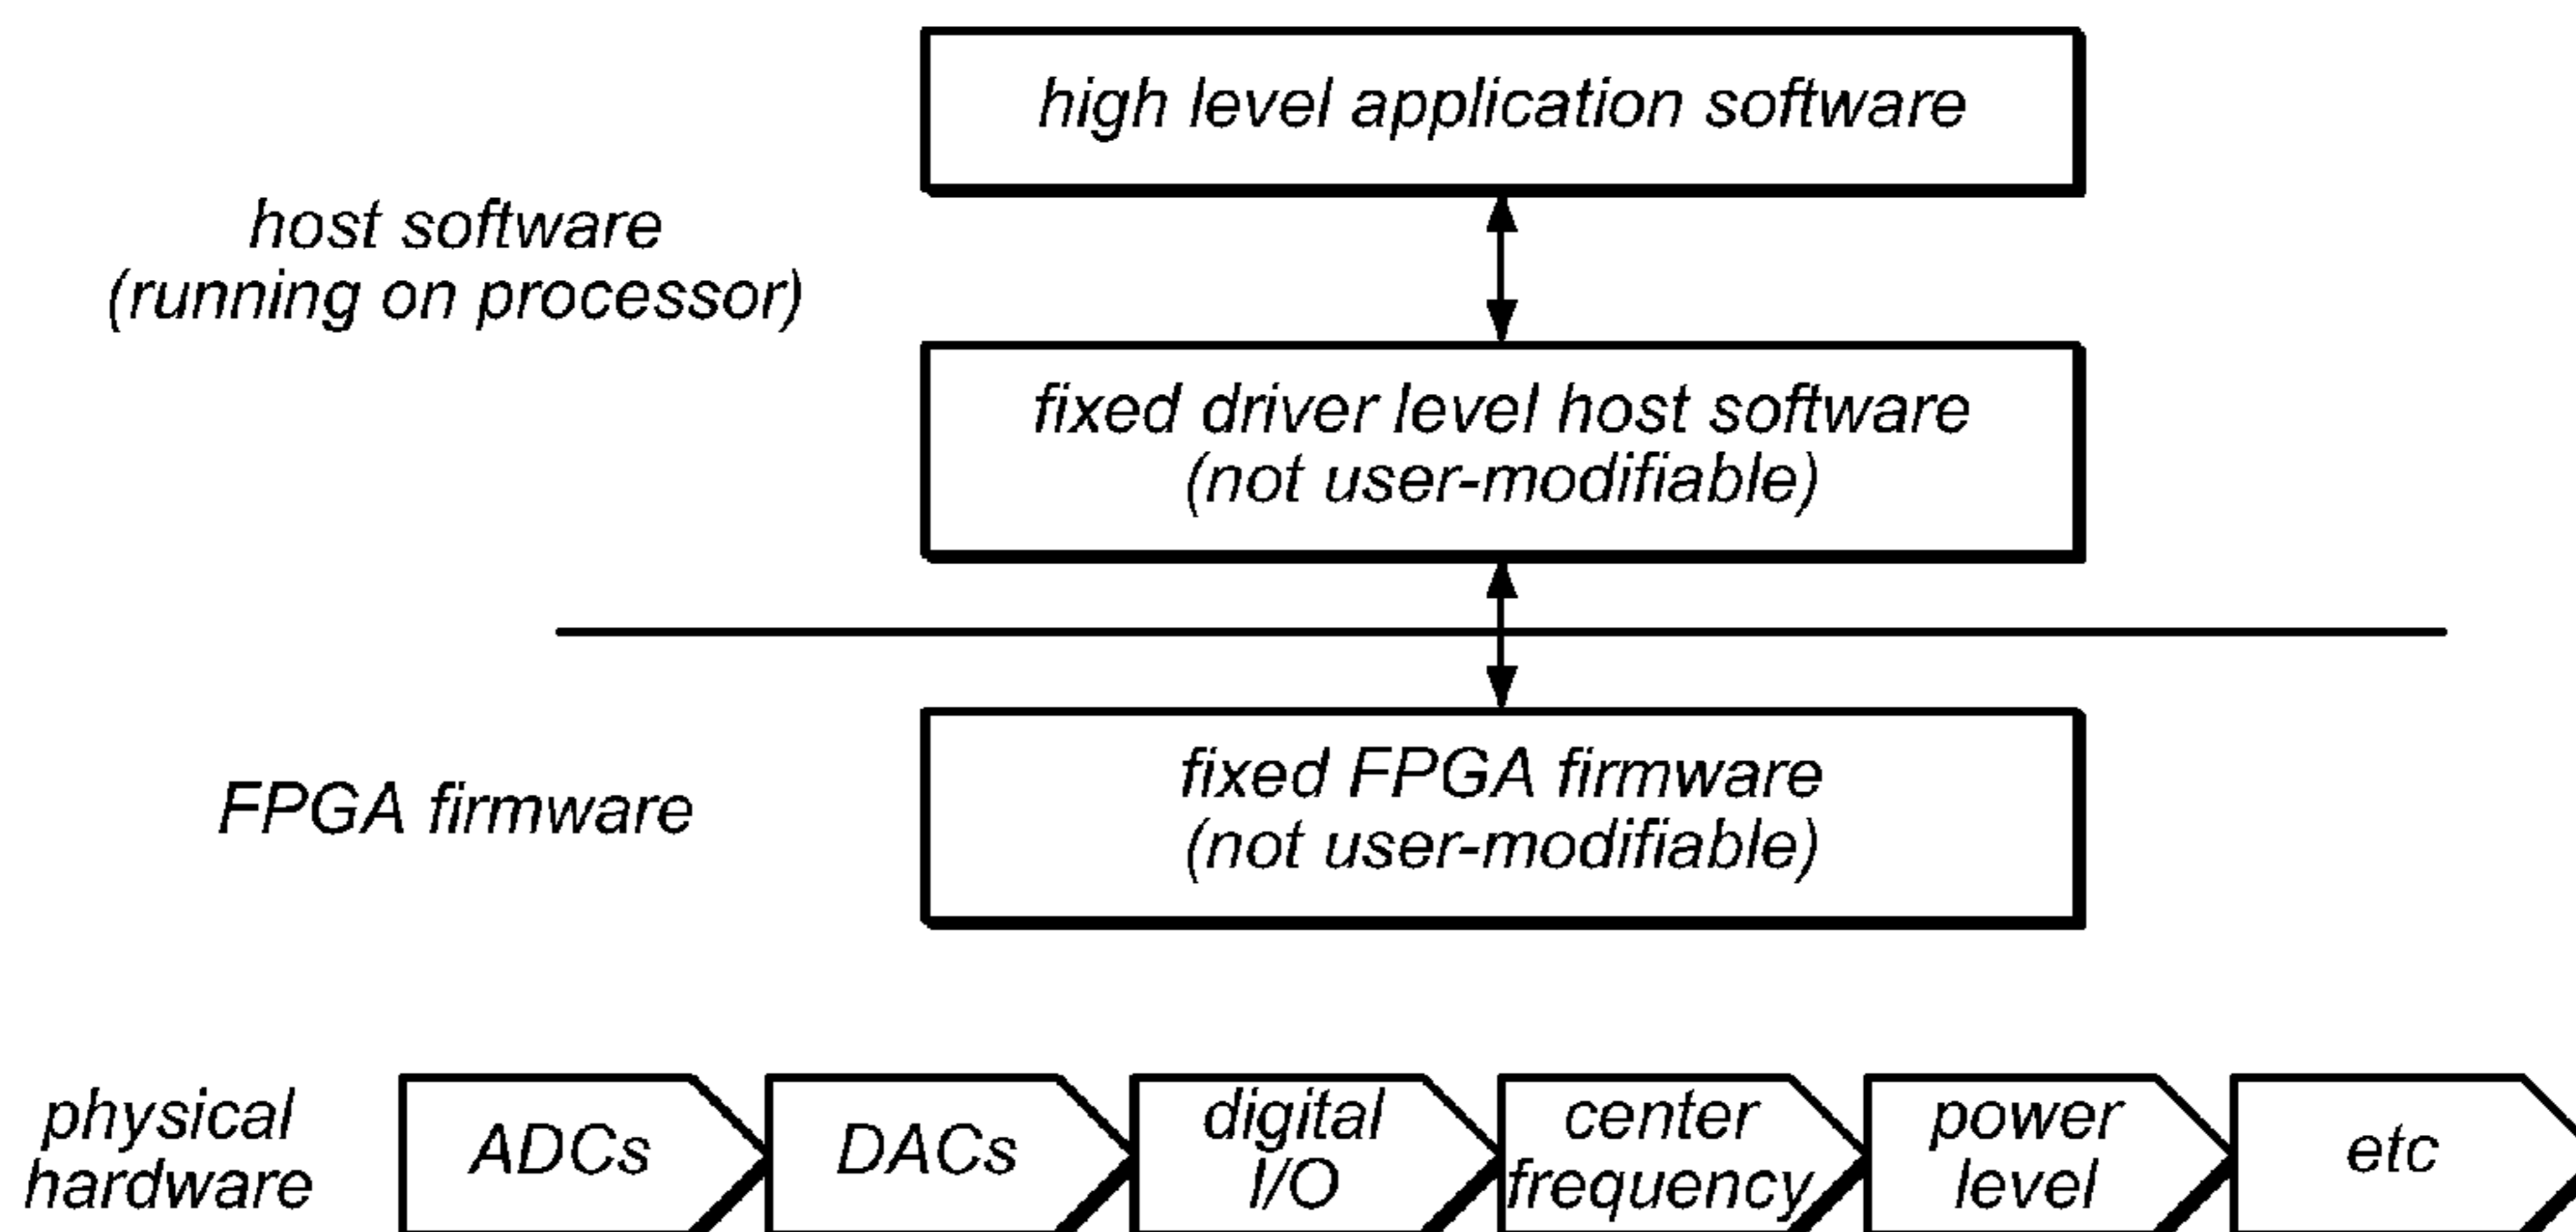 high level application software
host software
(running on processor)
fixed driver level host software
(not user-modifiable)
FPGA firmware
fixed FPGA firmware
(not user-modifiable)
physical
hardware
ADCs
DACs
digital
I/O
center
frequency
power
level
etc